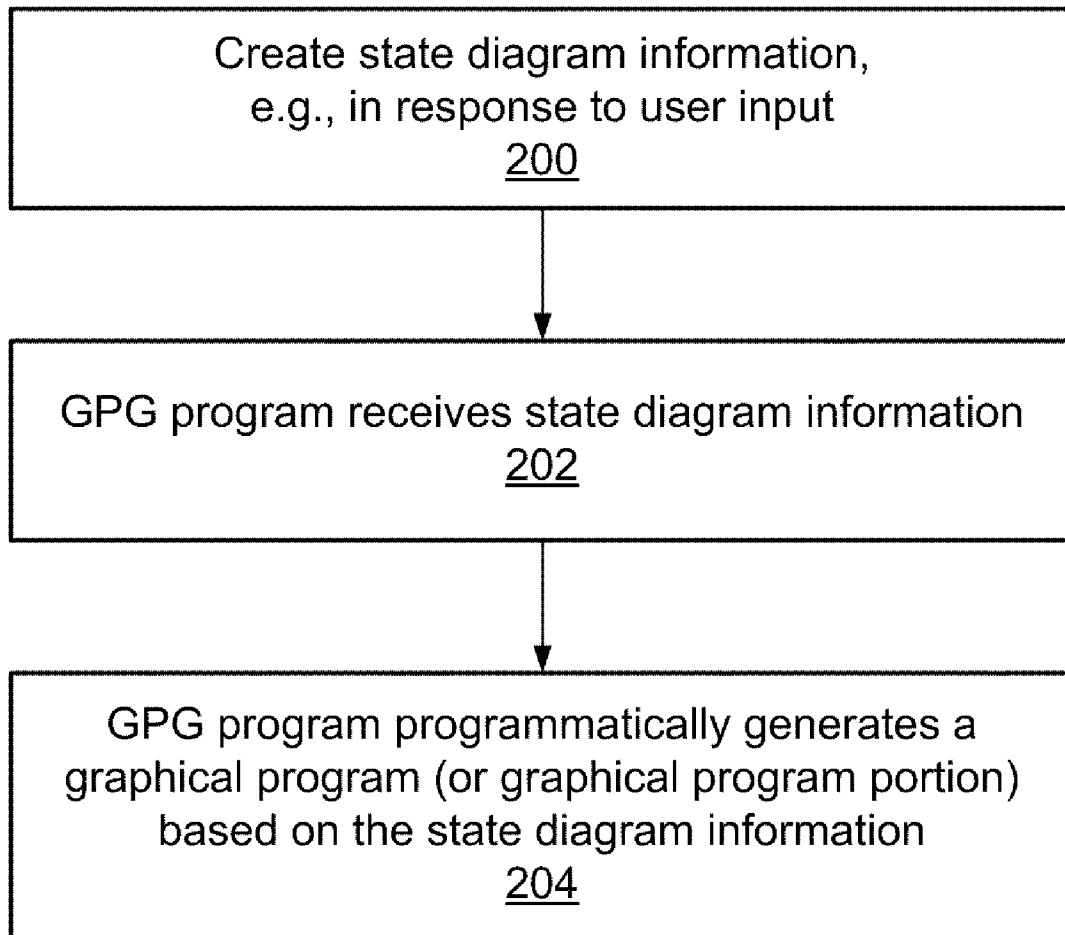 Create state diagram information,
e.g., in response to user input
200
GPG program receives state diagram information
202
GPG program programmatically generates a
graphical program (or graphical program portion)
based on the state diagram information
204